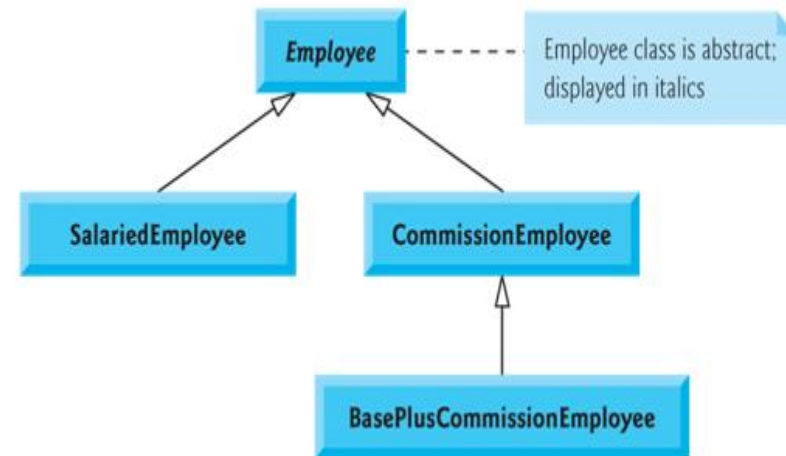 Employee
Employee class is abstract;
displayed in italics
SalariedEmployee
CommissionEmployee
BasePlusCommissionEmployee